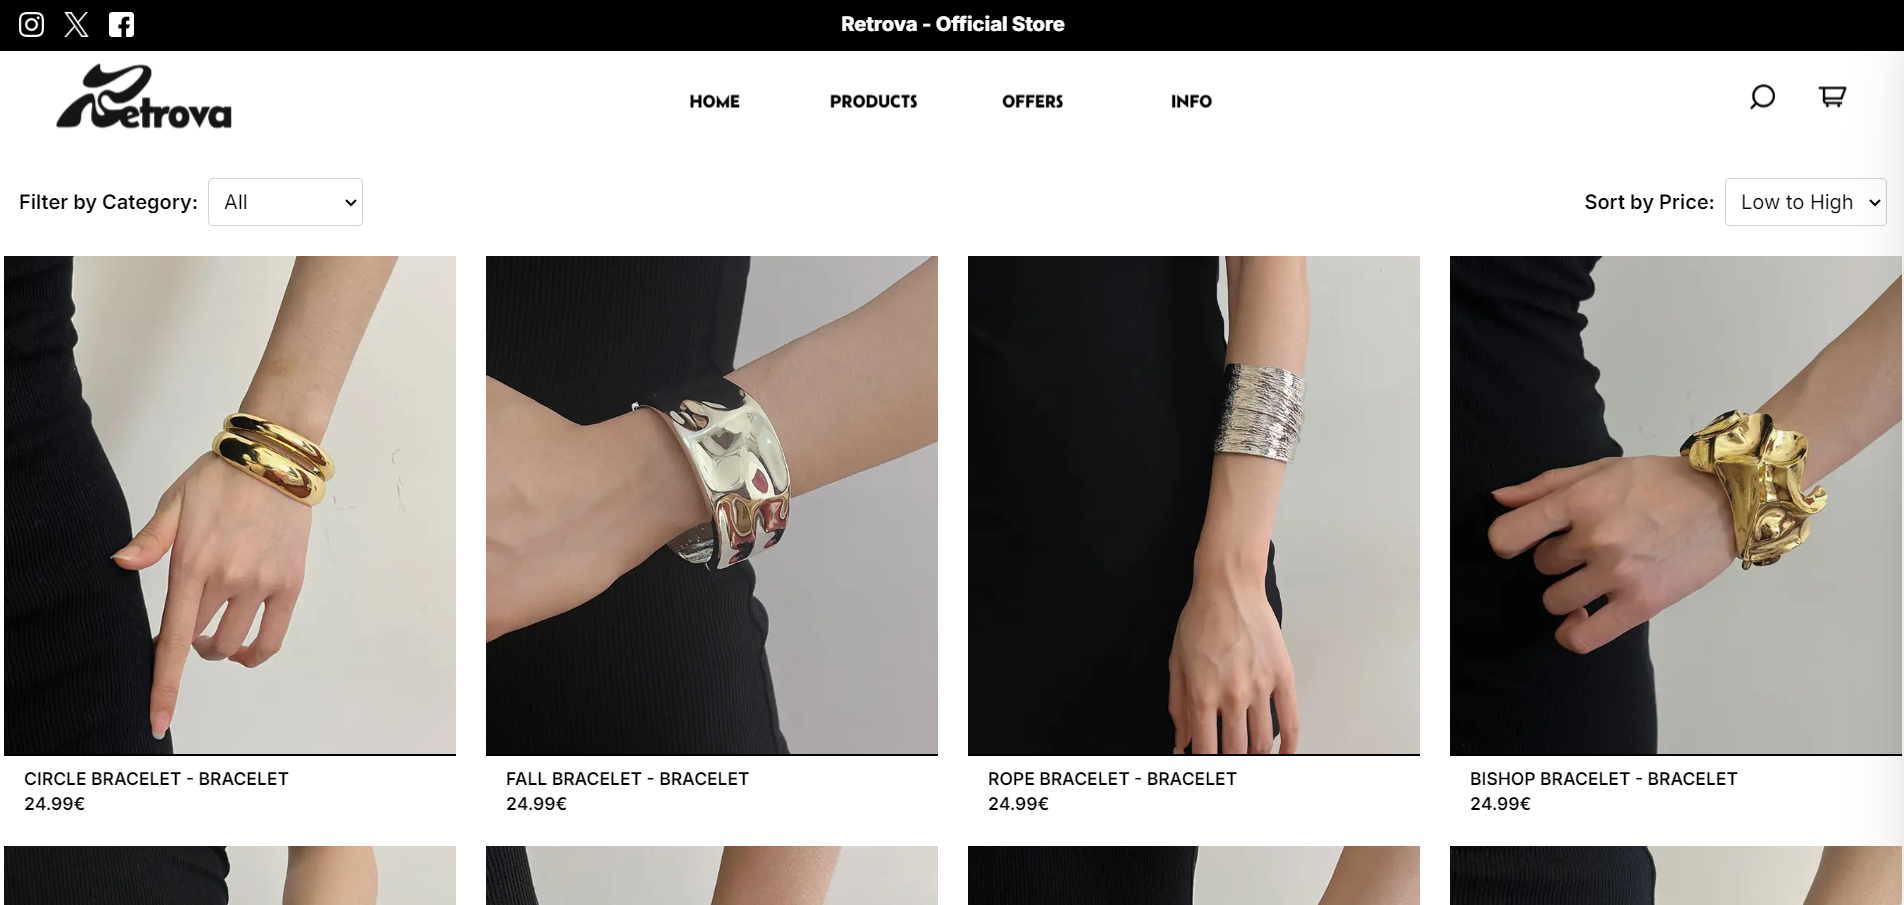 Retrova - Official Store
Retrova
HOME
PRODUCTS
OFFERS
INFO
Filter by Category:
All
Sort by Price:
Low to High
CIRCLE BRACELET - BRACELET
24.99€
FALL BRACELET - BRACELET
24.99€
ROPE BRACELET - BRACELET
24.99€
BISHOP BRACELET - BRACELET
24.99€